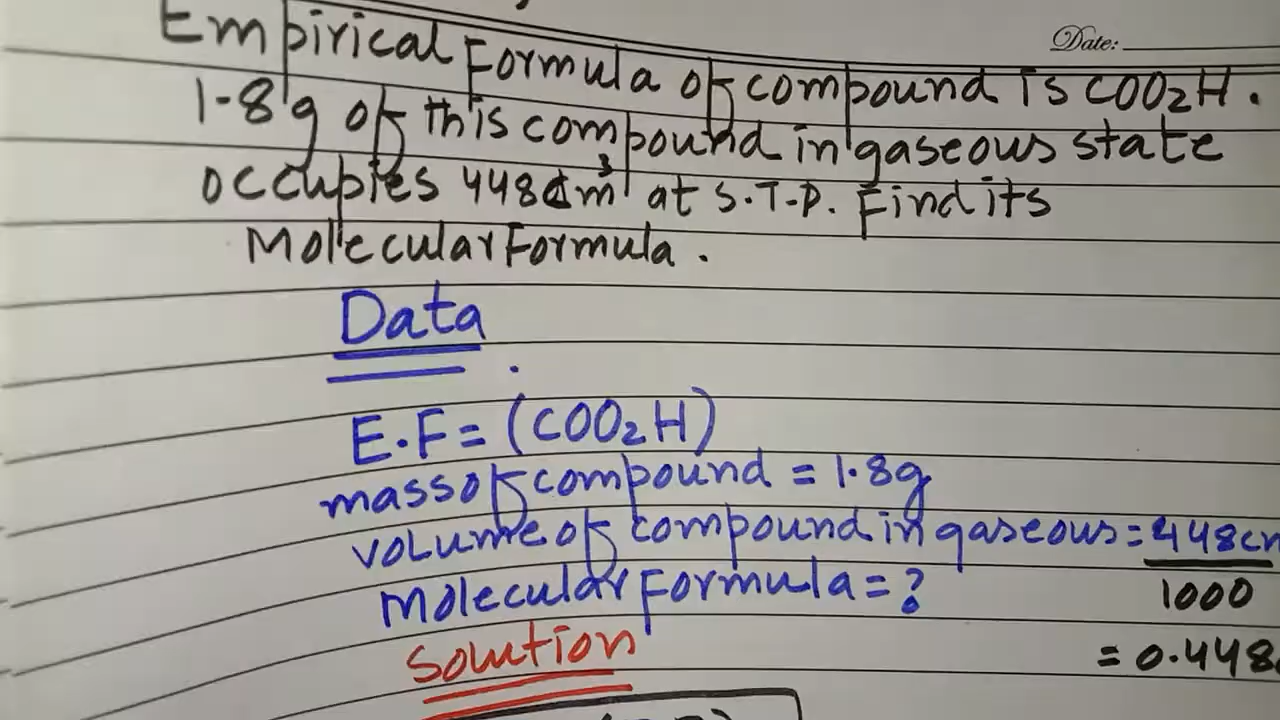 Date:
Empirical Formula of compound is COO₂H.
1.8g of this compound in gaseous state
occupies 448cm³ at S.T.P. Find its
Molecular Formula.
Data
E.F = (COO₂H)
mass of compound = 1.8g
volume of compound in gaseous = 448cm
1000
= 0.448
molecular Formula = ?
Solution